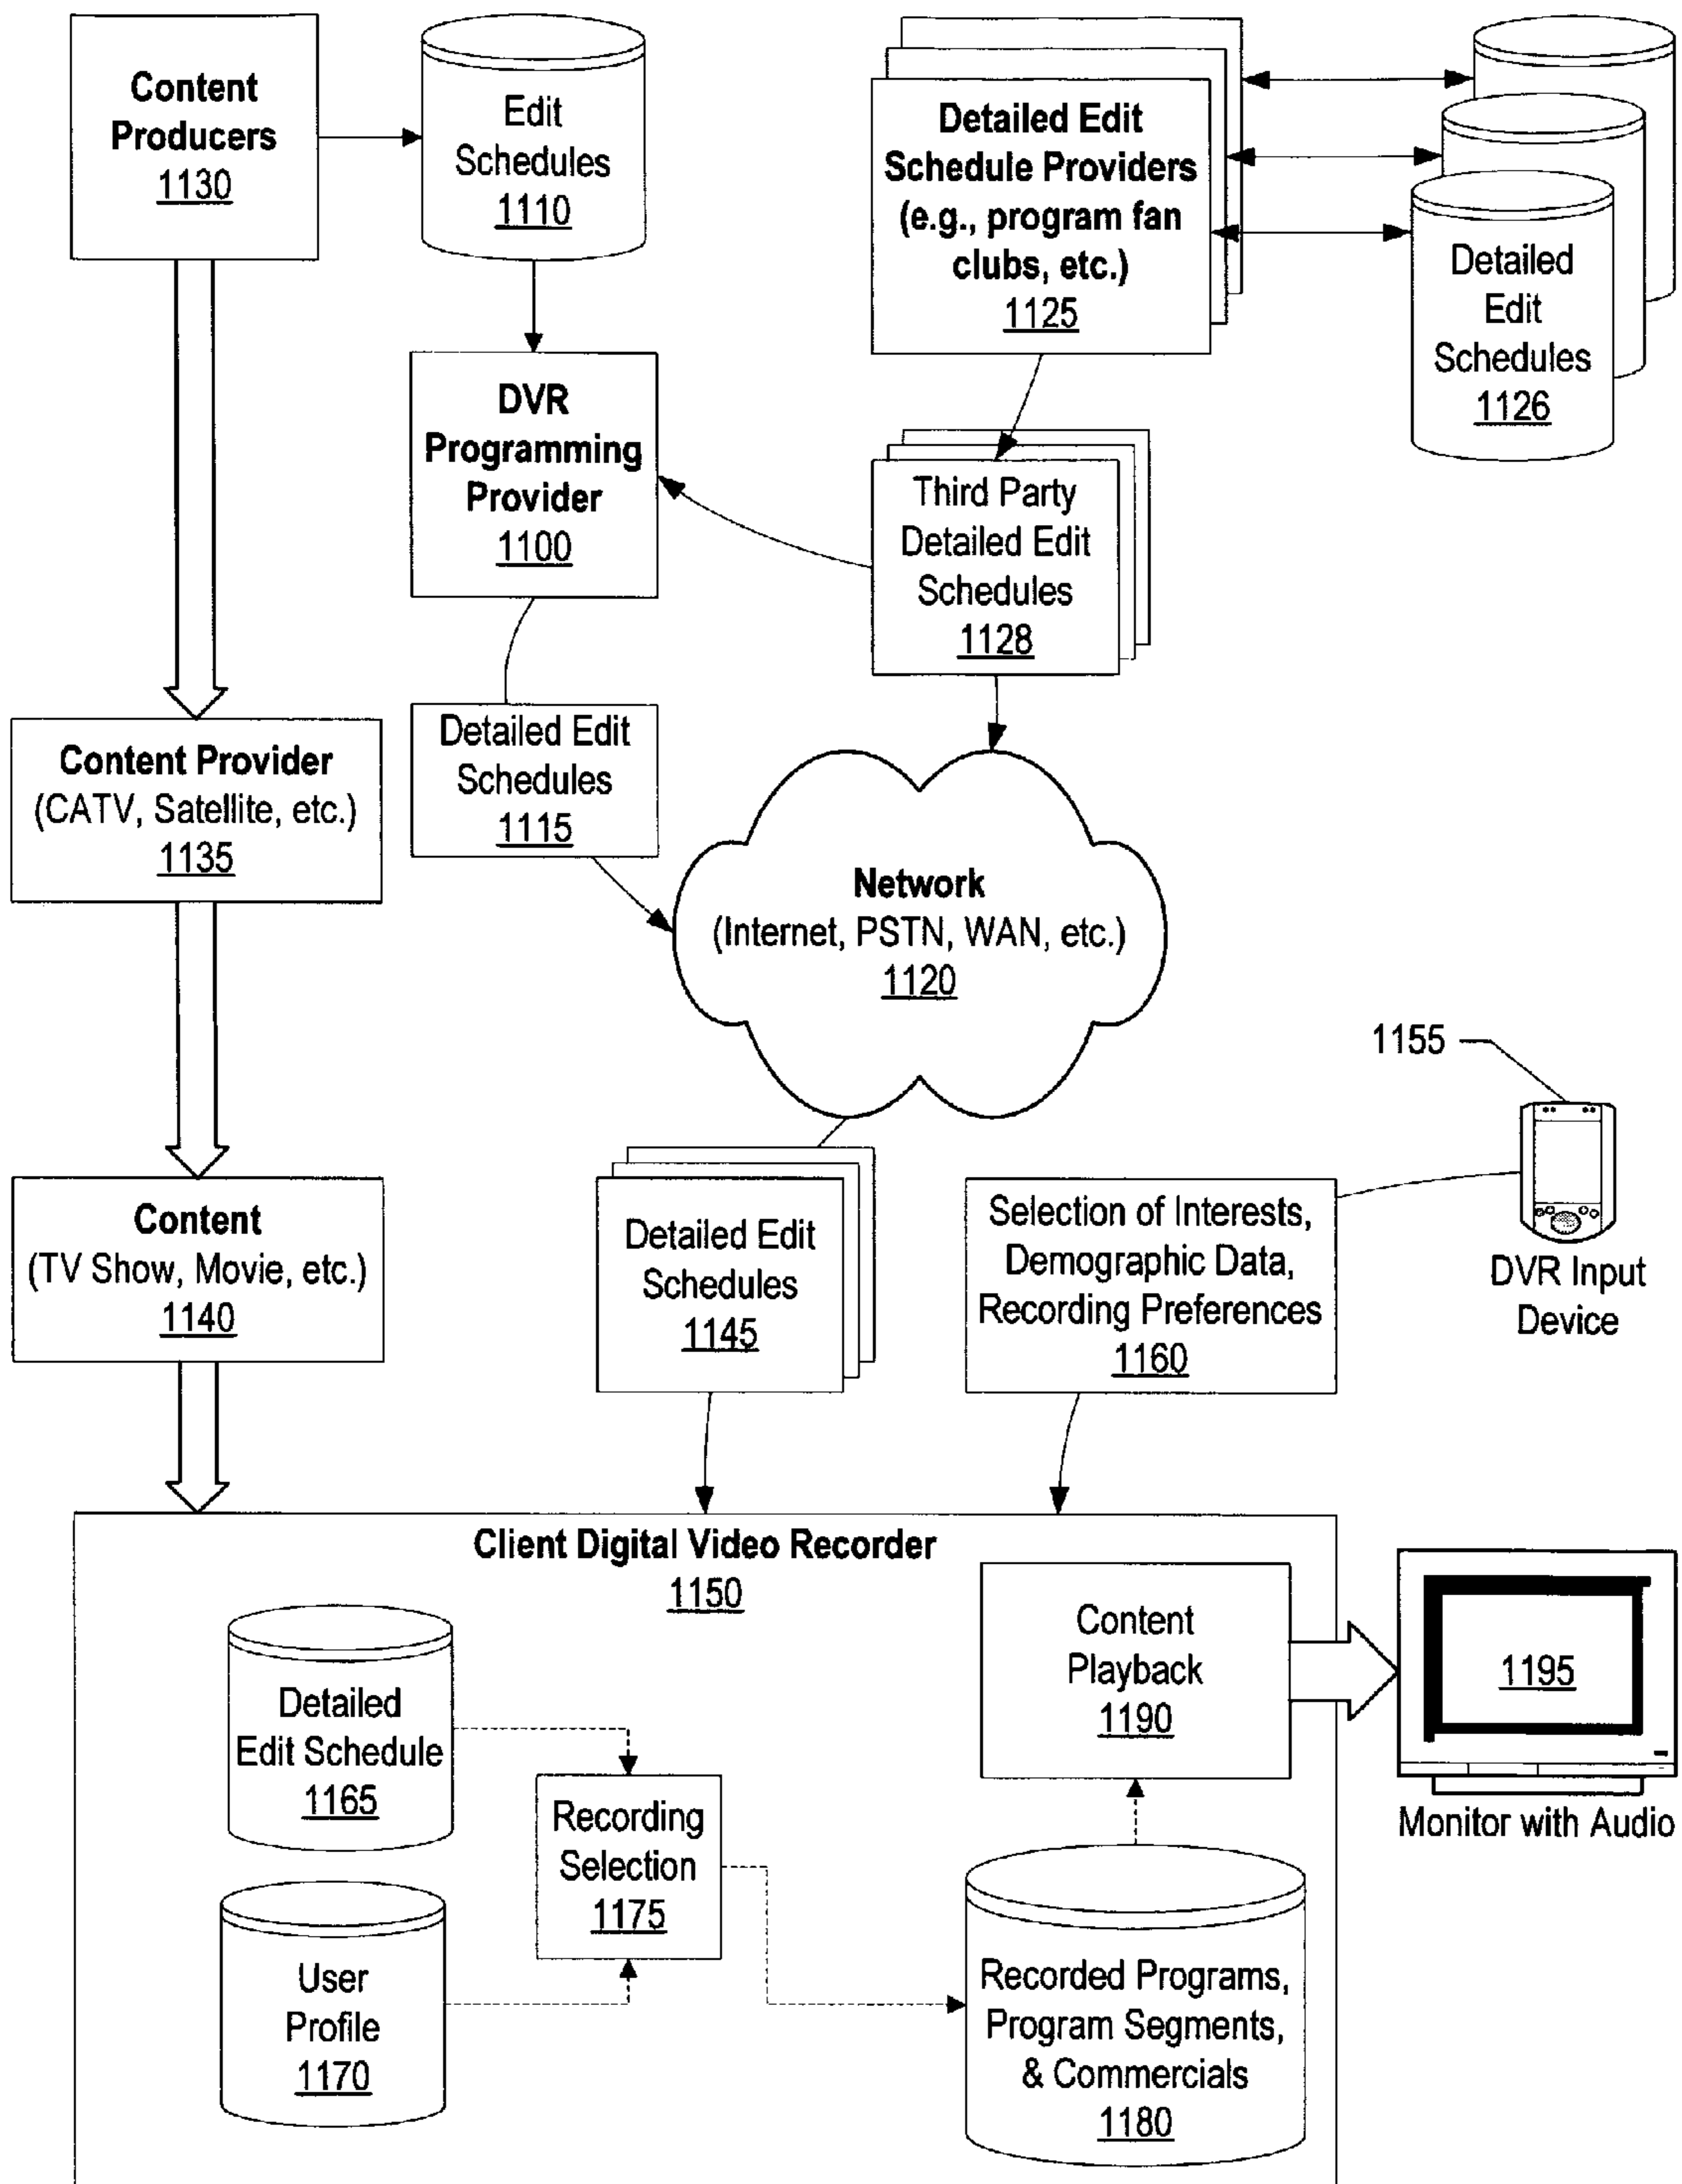 Content
Producers
1130
Edit
Schedules
1110
Detailed Edit
Schedule Providers
(e.g., program fan
clubs, etc.)
1125
Detailed
Edit
Schedules
1126
DVR
Programming
Provider
1100
Third Party
Detailed Edit
Schedules
1128
Content Provider
(CATV, Satellite, etc.)
1135
Detailed Edit
Schedules
1115
Network
(Internet, PSTN, WAN, etc.)
1120
1155
DVR Input
Device
Content
(TV Show, Movie, etc.)
1140
Detailed Edit
Schedules
1145
Selection of Interests,
Demographic Data,
Recording Preferences
1160
Client Digital Video Recorder
1150
Detailed
Edit Schedule
1165
User
Profile
1170
Recording
Selection
1175
Content
Playback
1190
1195
Monitor with Audio
Recorded Programs,
Program Segments,
& Commercials
1180